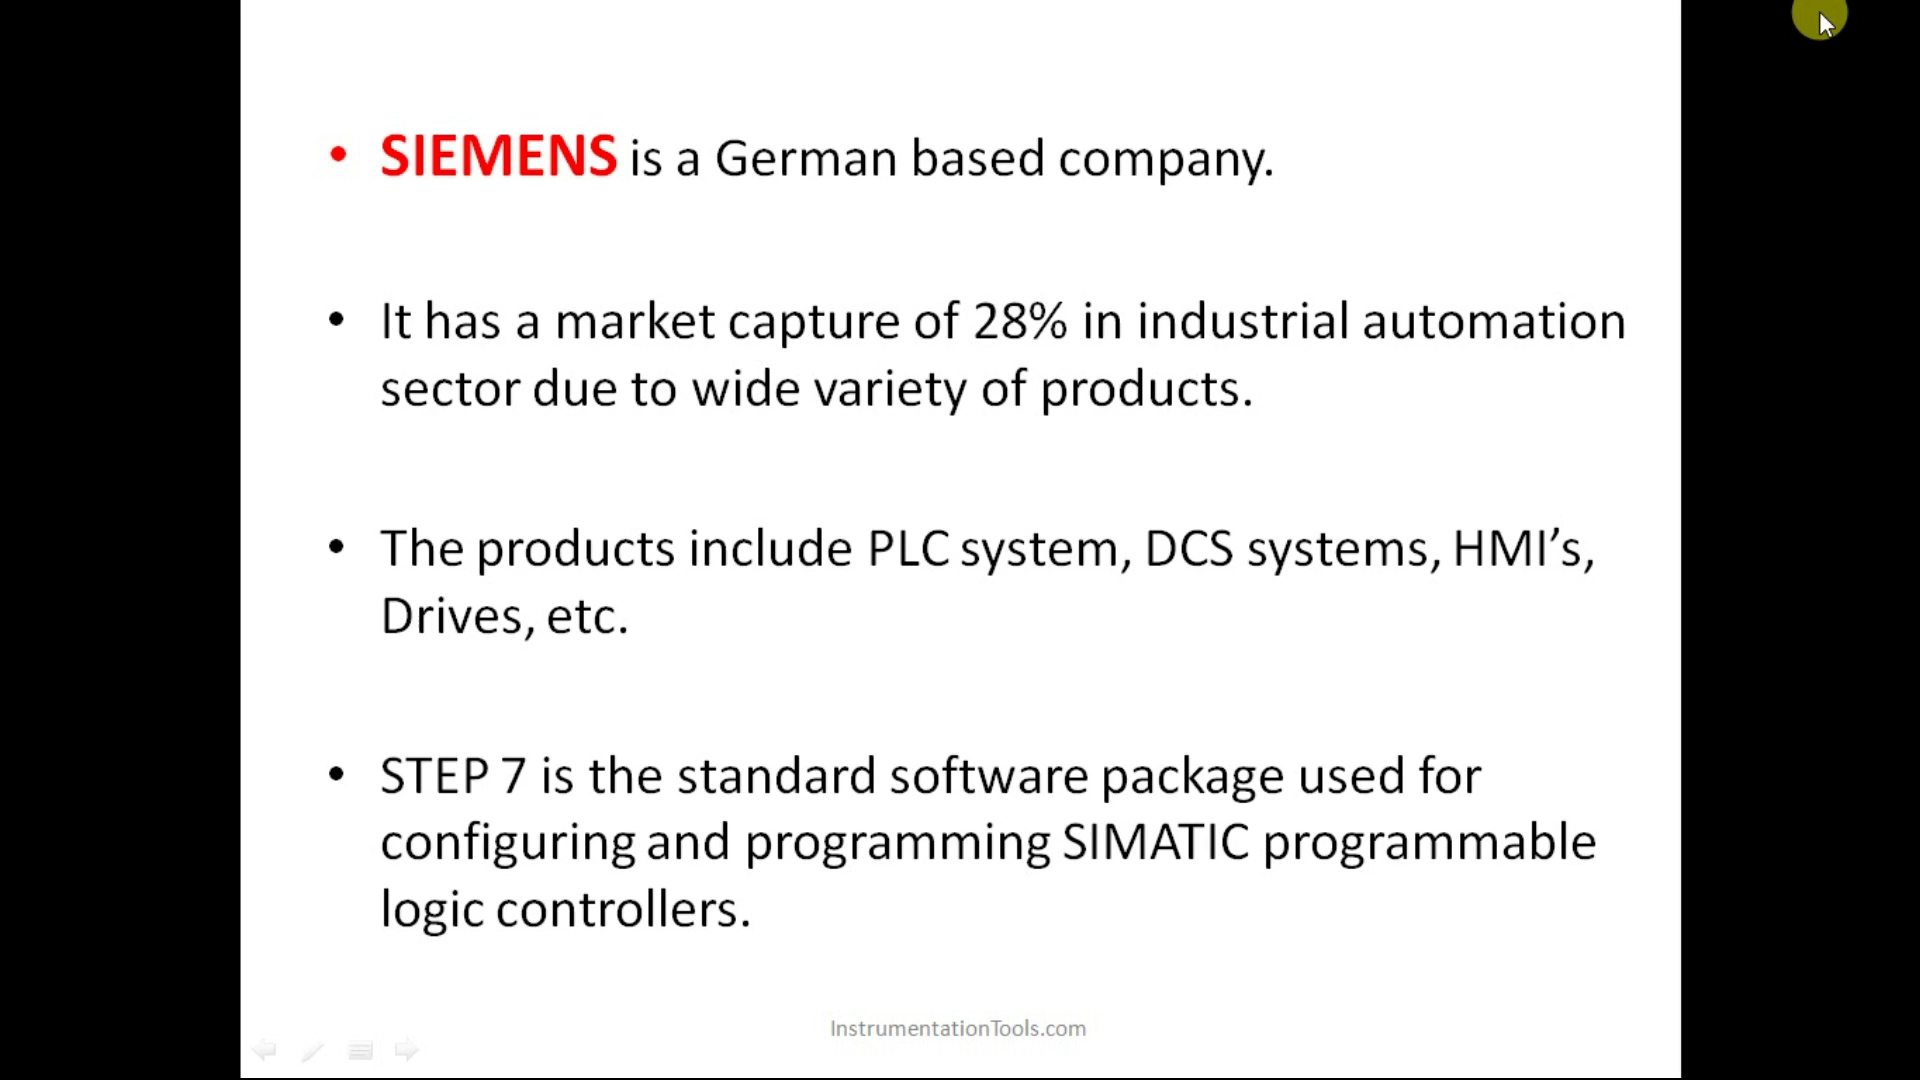 • SIEMENS is a German based company.
• It has a market capture of 28% in industrial automation
sector due to wide variety of products.
• The products include PLC system, DCS systems, HMI’s,
Drives, etc.
• STEP 7 is the standard software package used for
configuring and programming SIMATIC programmable
logic controllers.
InstrumentationTools.com